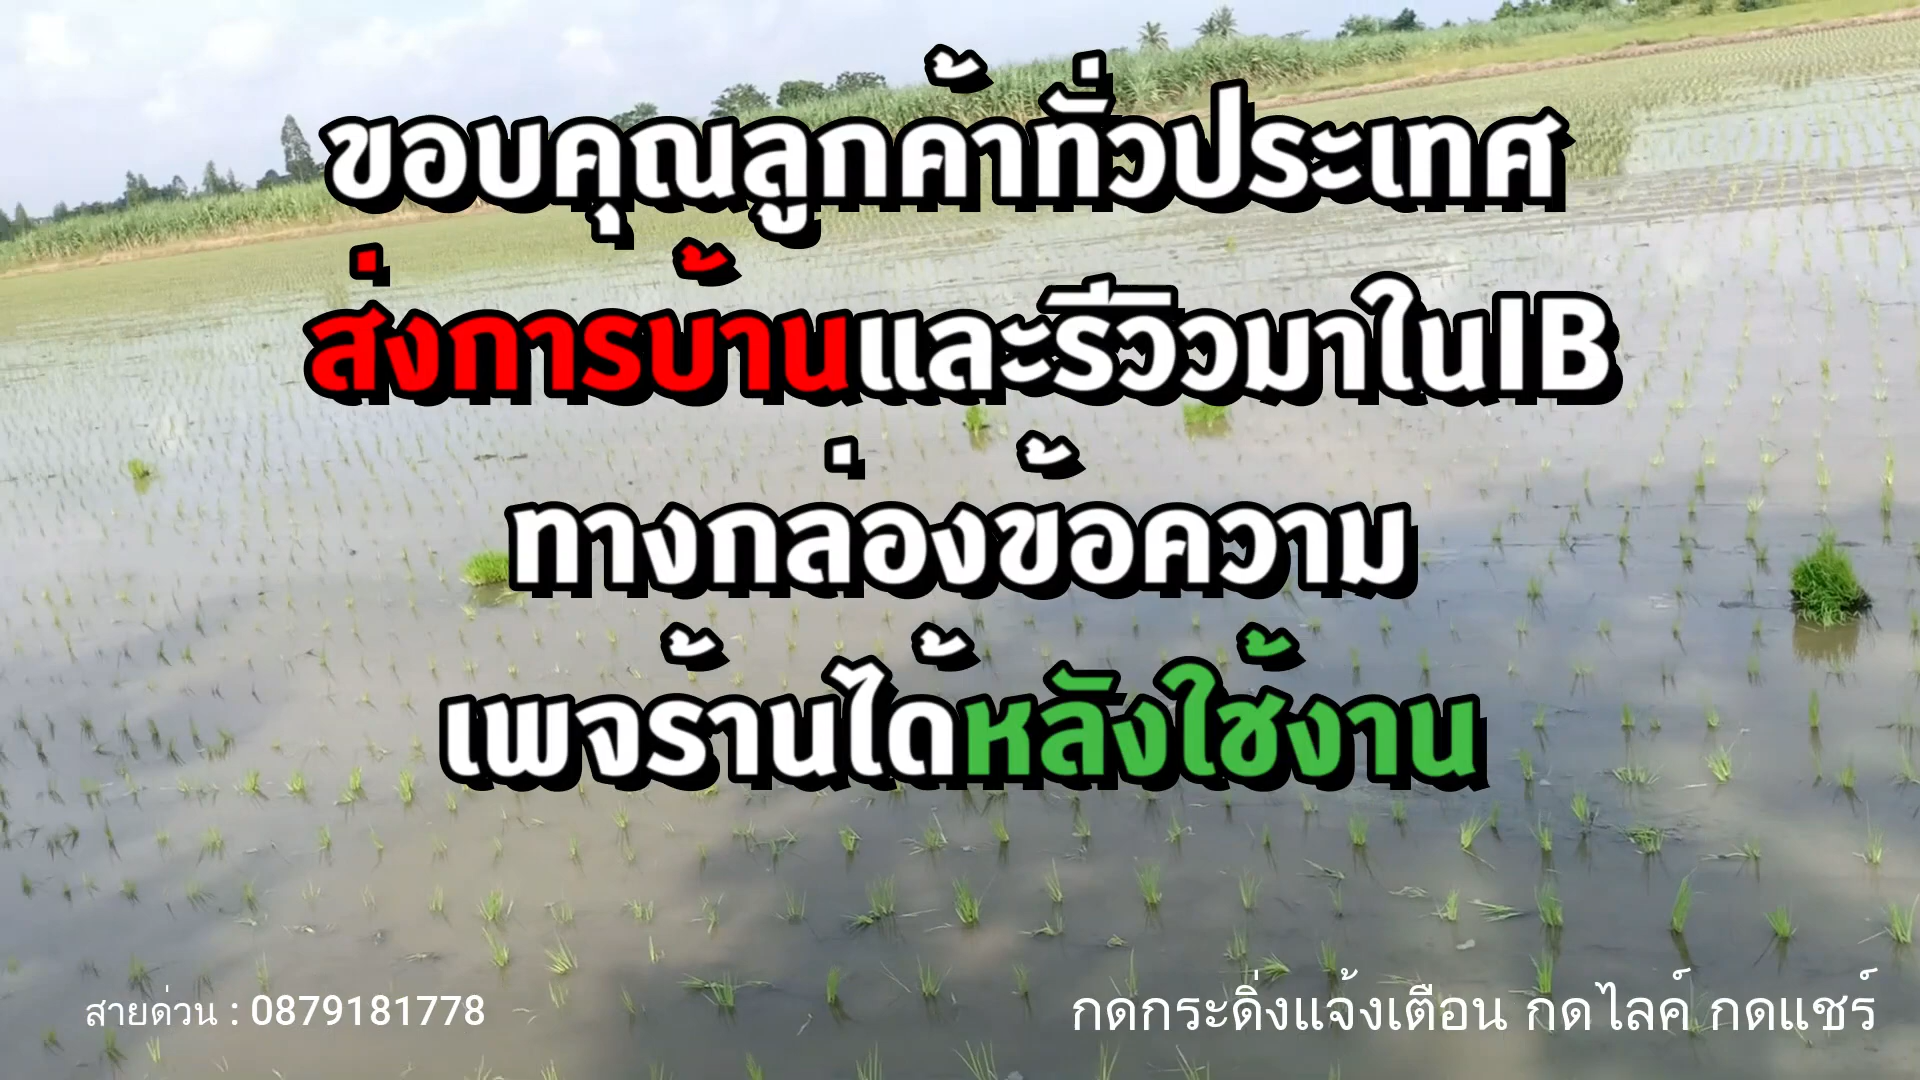 ขอบคุณลูกค้าทั่วประเทศ
ส่งการบ้านและรีวิวมาในIB
ทางกล่องข้อความ
เพจร้านได้หลังใช้งาน
สายด่วน : 0879181778
กดกระดิ่งแจ้งเตือน กดไลค์ กดแชร์